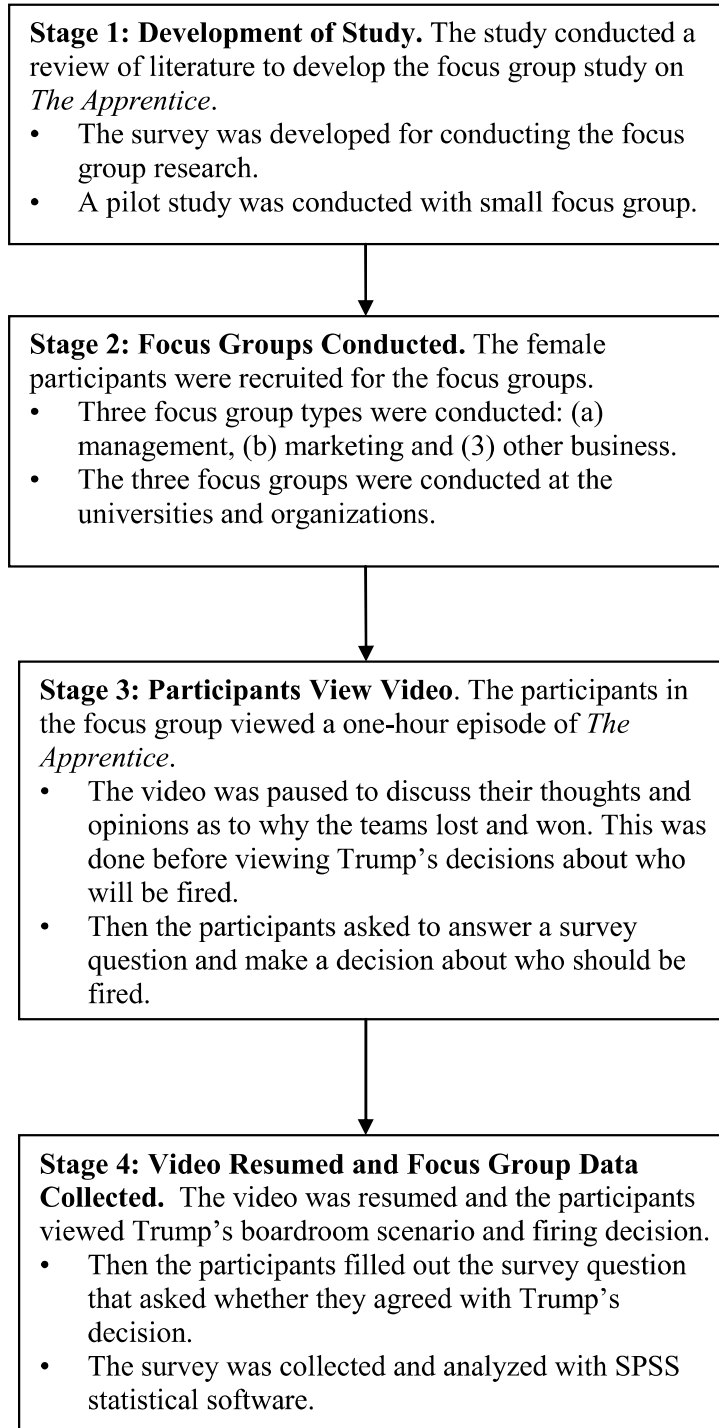 Stage 1: Development of Study. The study conducted a
review of literature to develop the focus group study on
The Apprentice.
• The survey was developed for conducting the focus
group research.
• A pilot study was conducted with small focus group.
Stage 2: Focus Groups Conducted. The female
participants were recruited for the focus groups.
• Three focus group types were conducted: (a)
management, (b) marketing and (3) other business.
• The three focus groups were conducted at the
universities and organizations.
Stage 3: Participants View Video. The participants in
the focus group viewed a one-hour episode of The
Apprentice.
• The video was paused to discuss their thoughts and
opinions as to why the teams lost and won. This was
done before viewing Trump’s decisions about who
will be fired.
• Then the participants asked to answer a survey
question and make a decision about who should be
fired.
Stage 4: Video Resumed and Focus Group Data
Collected. The video was resumed and the participants
viewed Trump’s boardroom scenario and firing decision.
• Then the participants filled out the survey question
that asked whether they agreed with Trump’s
decision.
• The survey was collected and analyzed with SPSS
statistical software.